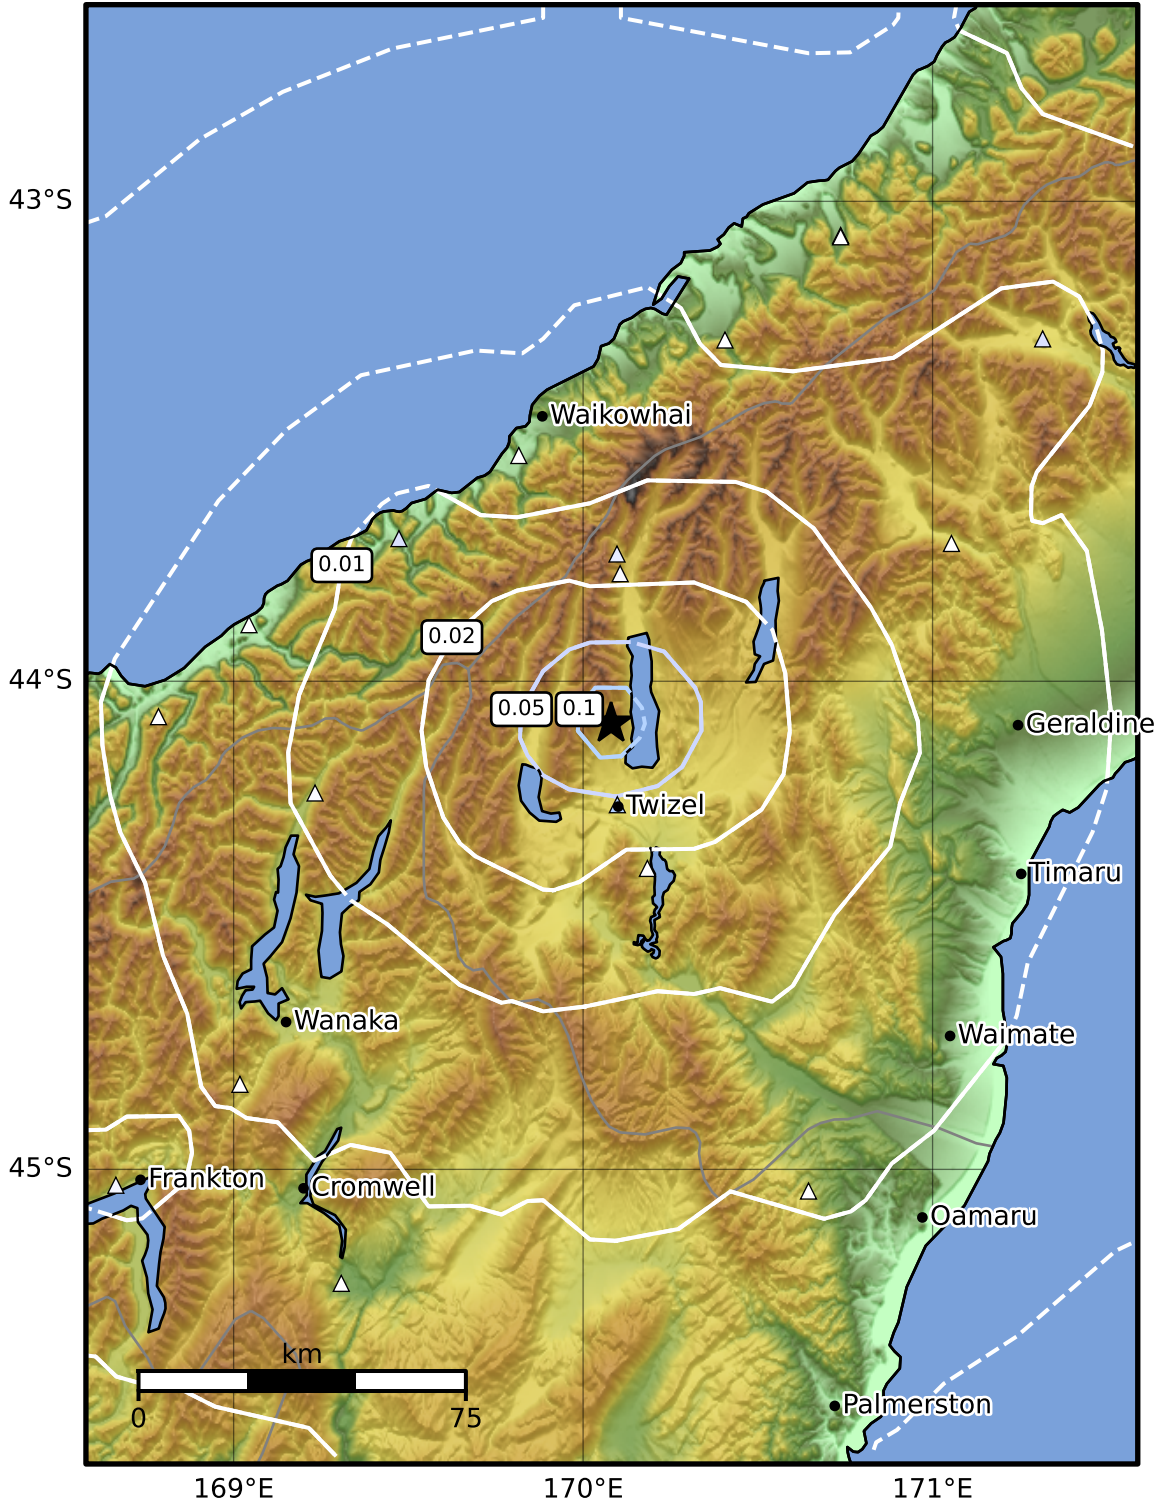 43°S
Waikowhai
0.01
0.02
44°S
0.05
0.1
Geraldine
Twizel
Timaru
Wanaka
Waimate
45°S
Frankton
Cromwell
Oamaru
km
0
75
Palmerston
169°E
170°E
171°E